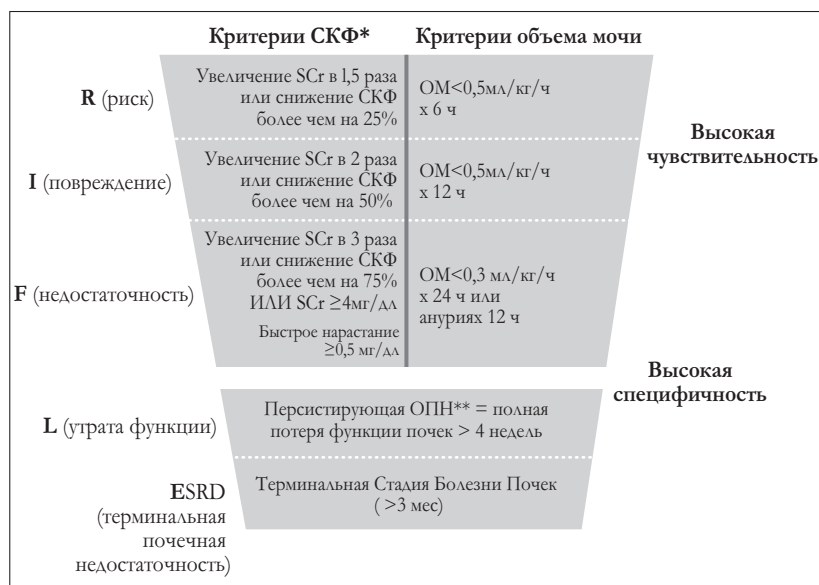 Критерии СКФ*
Критерии объема мочи
R (риск)
Увеличение SCr в l,5 раза
или снижение СКФ
более чем на 25%
ОМ<0,5мл/кг/ч
х 6 ч
Высокая
чувствительность
I (повреждение)
Увеличение SCr в 2 раза
или снижение СКФ
более чем на 50%
ОМ<0,5мл/кг/ч
х 12 ч
F (недостаточность)
Увеличение SCr в 3 раза
или снижение СКФ
более чем на 75%
ИЛИ SCr ≥4мг/дл
Быстрое нарастание
≥0,5 мг/дл
ОМ<0,3 мл/кг/ч
х 24 ч или
ануриях 12 ч
Высокая
специфичность
L (утрата функции)
Персистирующая ОПН** = полная
потеря функции почек > 4 недель
ESRD
(терминальная
почечная
недостаточность)
Терминальная Стадия Болезни Почек
( >3 мес)